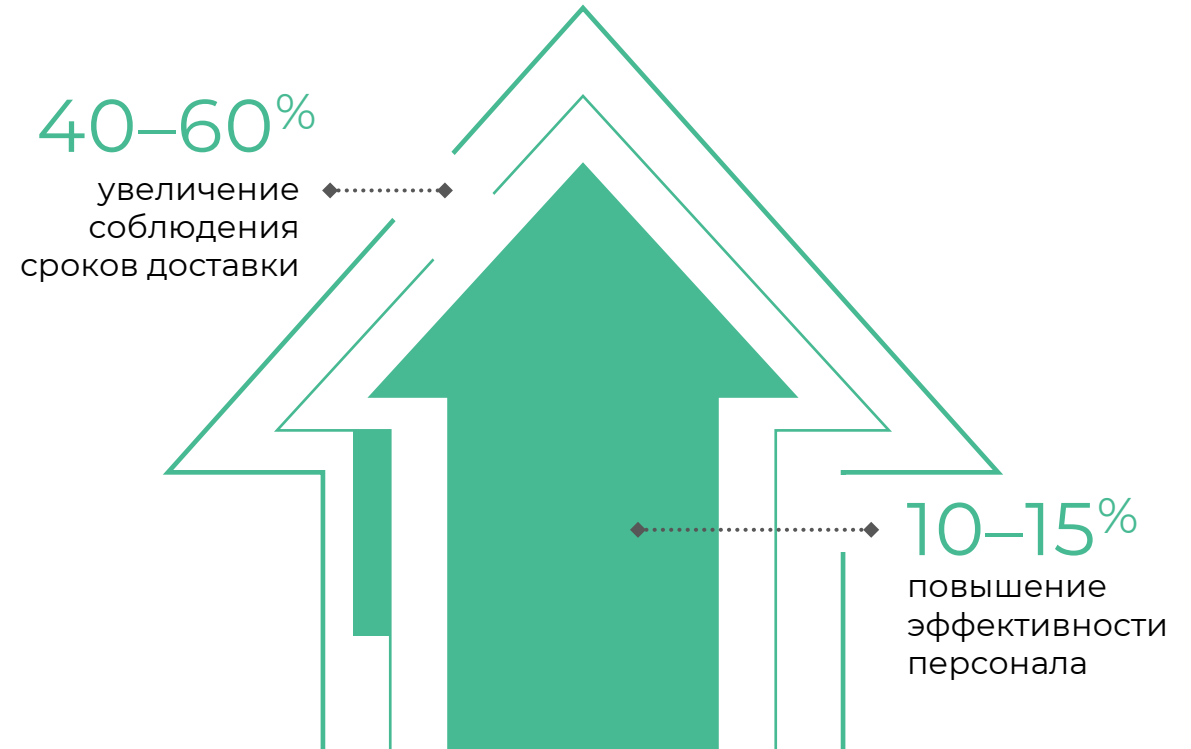 40–60%
увеличение
соблюдения
сроков доставки
10–15%
повышение
эффективности
персонала